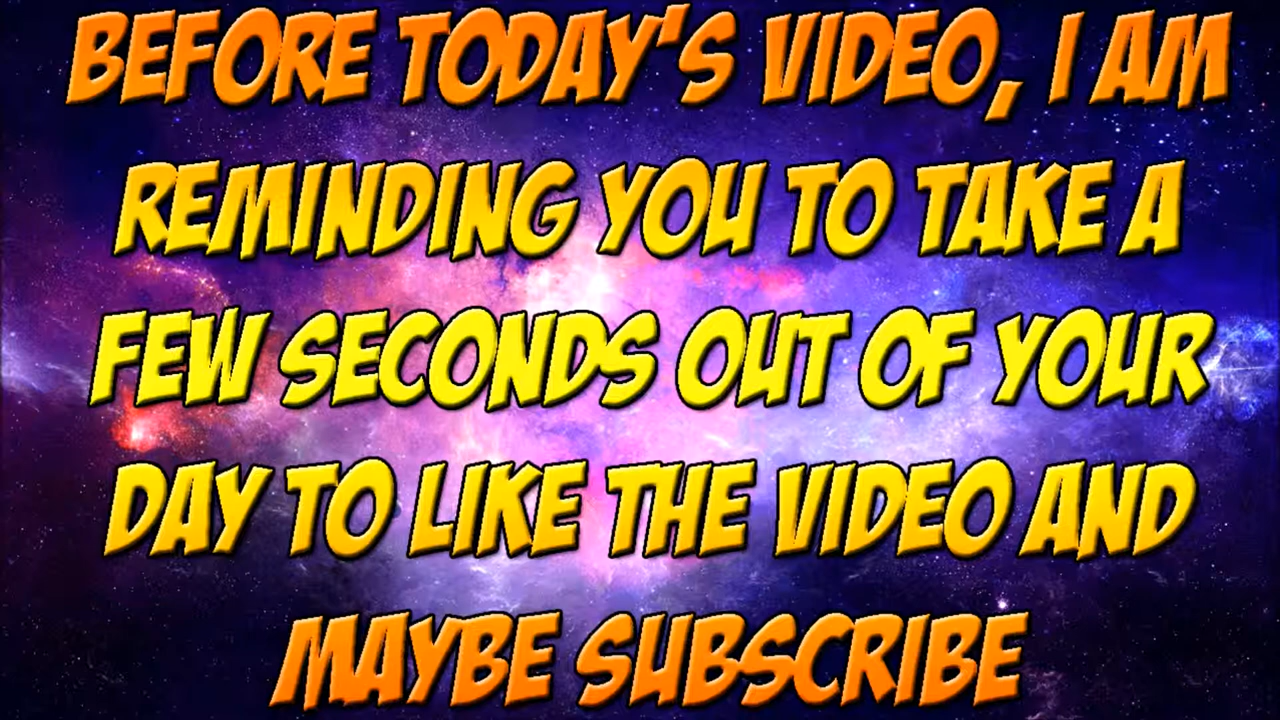 BEFORE TODAY'S VIDEO, I AM
REMINDING YOU TO TAKE A
FEW SECONDS OUT OF YOUR
DAY TO LIKE THE VIDEO AND
MAYBE SUBSCRIBE